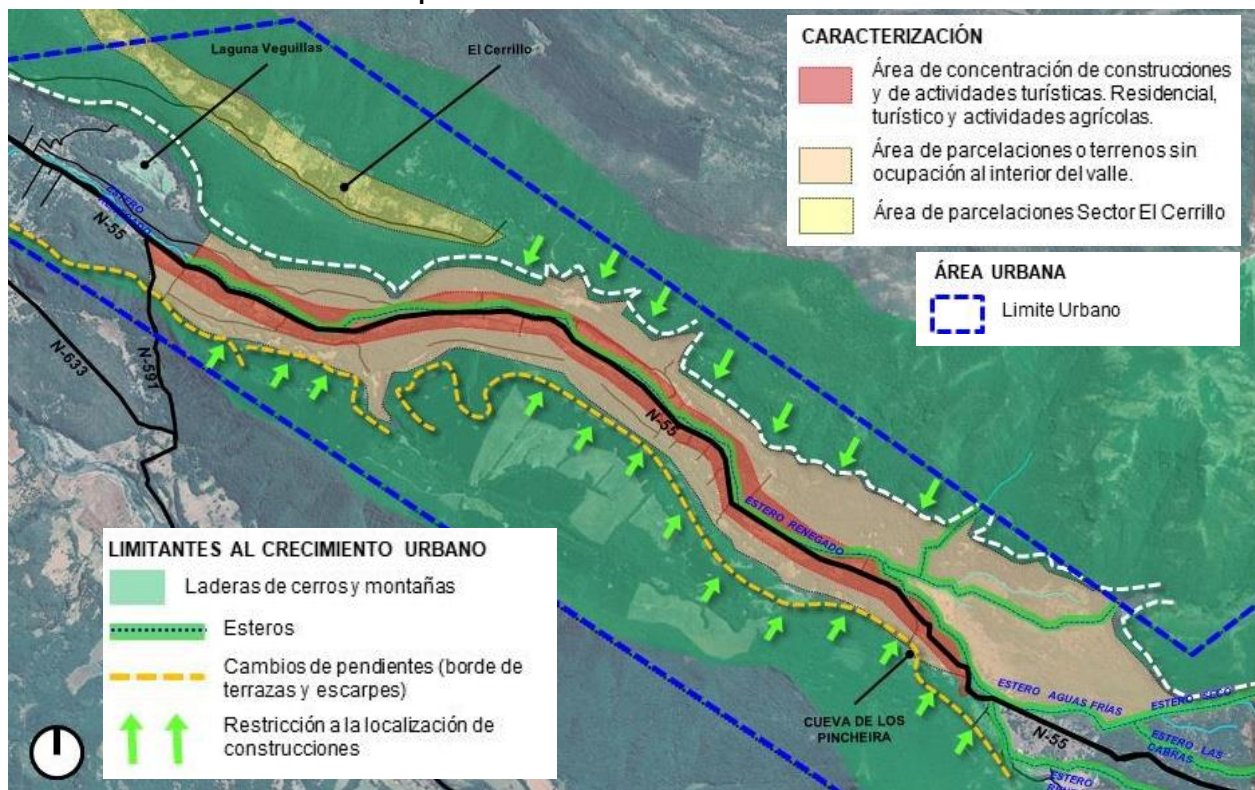 Laguna Veguillas
El Cerrillo
CARACTERIZACIÓN
Área de concentración de construcciones
y de actividades turísticas. Residencial,
turístico y actividades agrícolas.
Área de parcelaciones o terrenos sin
ocupación al interior del valle.
Área de parcelaciones Sector El Cerrillo
ÁREA URBANA
Limite Urbano
ESTERO
N-55
N-633
N-591
N-55
ESTERO RENEGADO
LIMITANTES AL CRECIMIENTO URBANO
Laderas de cerros y montañas
Esteros
Cambios de pendientes (borde de
terrazas y escarpes)
Restricción a la localización de
construcciones
CUEVA DE LOS
PINCHEIRA
ESTERO AGUAS FRÍAS
ESTERO SECO
N-55
ESTERO LAS
CABRAS
ESTERO